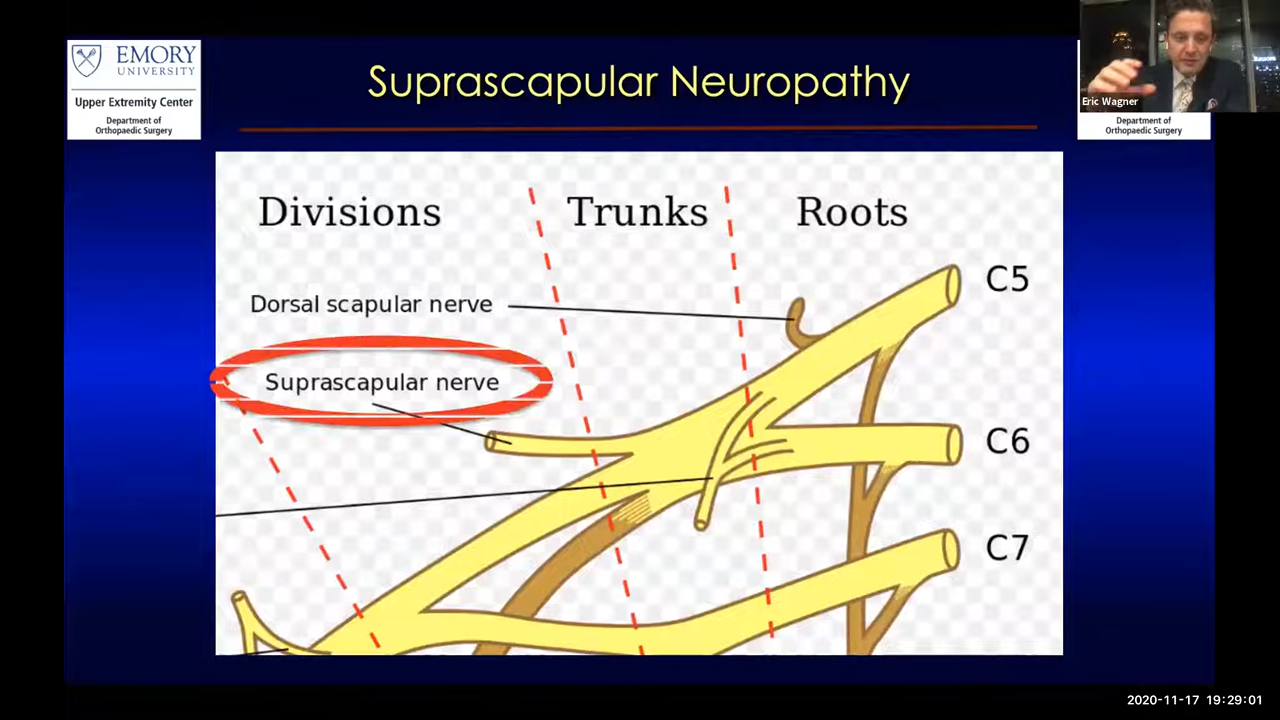 EMORY
UNIVERSITY
Upper Extremity Center
Department of
Orthopaedic Surgery
Suprascapular Neuropathy
Eric Wagner
Department of
Orthopaedic Surgery
Divisions
Trunks
Roots
C5
Dorsal scapular nerve
Suprascapular nerve
C6
C7
2020-11-17 19:29:01